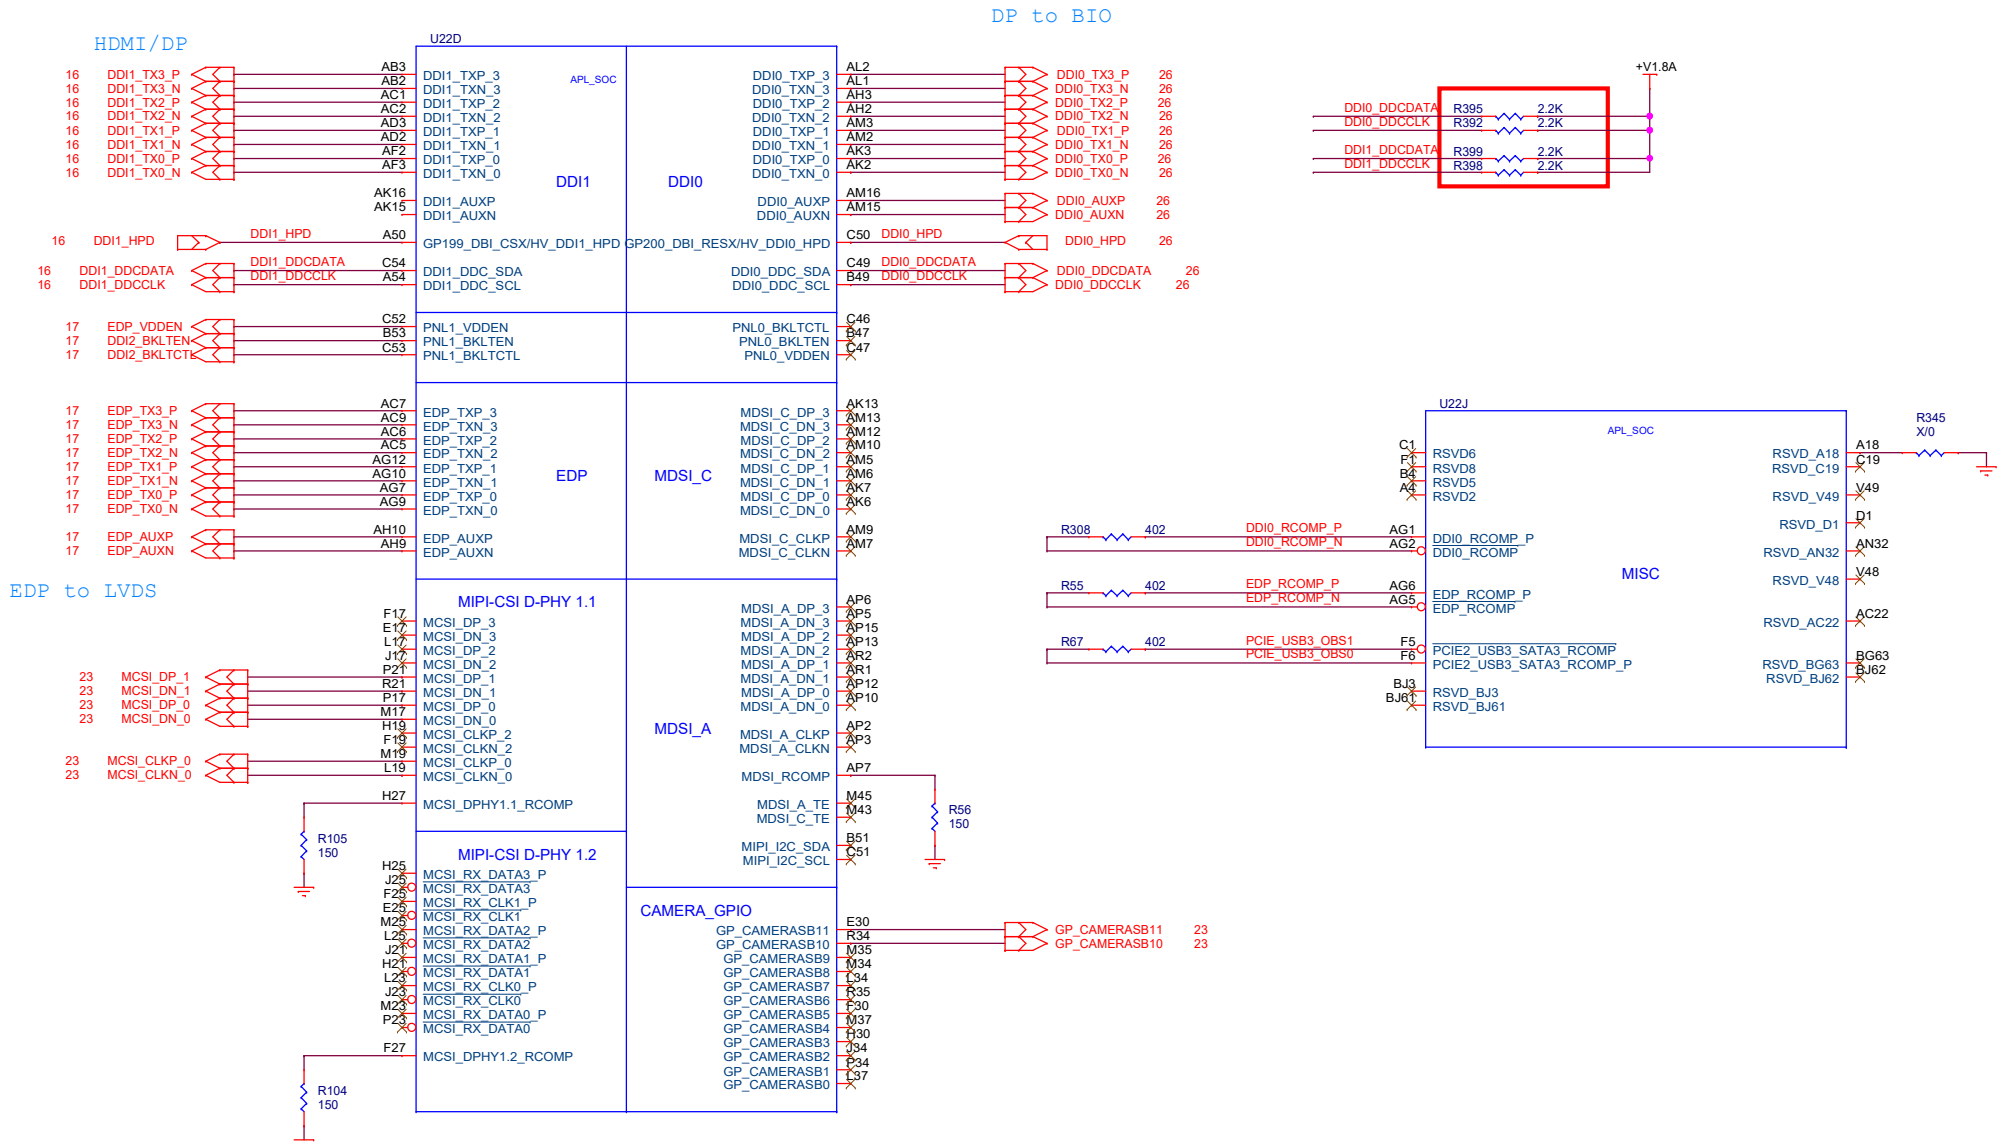 DP to BIO
HDMI/DP
U22D
APL_SOC
16 DDI1_TX3_P AB3 DDI1_TXP_3
16 DDI1_TX3_N AB2 DDI1_TXN_3
16 DDI1_TX2_P AC1 DDI1_TXP_2
16 DDI1_TX2_N AC2 DDI1_TXN_2
16 DDI1_TX1_P AD3 DDI1_TXP_1
16 DDI1_TX1_N AD2 DDI1_TXN_1
16 DDI1_TX0_P AF2 DDI1_TXP_0
16 DDI1_TX0_N AF3 DDI1_TXN_0
DDI1
AK16 DDI1_AUXP
AK15 DDI1_AUXN
16 DDI1_HPD DDI1_HPD A50 GP199_DBI_CSX/HV_DDI1_HPD
16 DDI1_DDCDATA DDI1_DDCDATA C54 DDI1_DDC_SDA
16 DDI1_DDCCLK DDI1_DDCCLK A54 DDI1_DDC_SCL
17 EDP_VDDEN C52 PNL1_VDDEN
17 DDI2_BKLTEN B53 PNL1_BKLTEN
17 DDI2_BKLTCTL C53 PNL1_BKLTCTL
17 EDP_TX3_P AC7 EDP_TXP_3
17 EDP_TX3_N AC9 EDP_TXN_3
17 EDP_TX2_P AC6 EDP_TXP_2
17 EDP_TX2_N AC5 EDP_TXN_2
17 EDP_TX1_P AG12 EDP_TXP_1
17 EDP_TX1_N AG10 EDP_TXN_1
17 EDP_TX0_P AG7 EDP_TXP_0
17 EDP_TX0_N AG9 EDP_TXN_0
EDP
17 EDP_AUXP AH10 EDP_AUXP
17 EDP_AUXN AH9 EDP_AUXN
EDP to LVDS
MIPI-CSI D-PHY 1.1
F17 MCSI_DP_3
E17 MCSI_DN_3
L17 MCSI_DP_2
J17 MCSI_DN_2
23 MCSI_DP_1 P21 MCSI_DP_1
23 MCSI_DN_1 R21 MCSI_DN_1
23 MCSI_DP_0 P17 MCSI_DP_0
23 MCSI_DN_0 M17 MCSI_DN_0
H19 MCSI_CLKP_2
F19 MCSI_CLKN_2
23 MCSI_CLKP_0 M19 MCSI_CLKP_0
23 MCSI_CLKN_0 L19 MCSI_CLKN_0
H27 MCSI_DPHY1.1_RCOMP
R105
150
MIPI-CSI D-PHY 1.2
H25 MCSI_RX_DATA3_P
J25 MCSI_RX_DATA3
F25 MCSI_RX_CLK1_P
E25 MCSI_RX_CLK1
M25 MCSI_RX_DATA2_P
L25 MCSI_RX_DATA2
J21 MCSI_RX_DATA1_P
H21 MCSI_RX_DATA1
L23 MCSI_RX_CLK0_P
J23 MCSI_RX_CLK0
M23 MCSI_RX_DATA0_P
P23 MCSI_RX_DATA0
F27 MCSI_DPHY1.2_RCOMP
R104
150
DDI0_TXP_3 AL2 DDI0_TX3_P 26
DDI0_TXN_3 AL1 DDI0_TX3_N 26
DDI0_TXP_2 AH3 DDI0_TX2_P 26
DDI0_TXN_2 AH2 DDI0_TX2_N 26
DDI0_TXP_1 AM3 DDI0_TX1_P 26
DDI0_TXN_1 AM2 DDI0_TX1_N 26
DDI0_TXP_0 AK3 DDI0_TX0_P 26
DDI0_TXN_0 AK2 DDI0_TX0_N 26
DDI0
DDI0_AUXP AM16 DDI0_AUXP 26
DDI0_AUXN AM15 DDI0_AUXN 26
GP200_DBI_RESX/HV_DDI0_HPD C50 DDI0_HPD DDI0_HPD 26
DDI0_DDC_SDA C49 DDI0_DDCDATA DDI0_DDCDATA 26
DDI0_DDC_SCL B49 DDI0_DDCCLK DDI0_DDCCLK 26
PNL0_BKLTCTL C46
PNL0_BKLTEN B47
PNL0_VDDEN C47
MDSI_C_DP_3 AK13
MDSI_C_DN_3 AM13
MDSI_C_DP_2 AM12
MDSI_C_DN_2 AM10
MDSI_C_DP_1 AM5
MDSI_C_DN_1 AM6
MDSI_C_DP_0 AK7
MDSI_C_DN_0 AK6
MDSI_C
MDSI_C_CLKP AM9
MDSI_C_CLKN AM7
MDSI_A_DP_3 AP6
MDSI_A_DN_3 AP5
MDSI_A_DP_2 AP15
MDSI_A_DN_2 AP13
MDSI_A_DP_1 AR2
MDSI_A_DN_1 AR1
MDSI_A_DP_0 AP12
MDSI_A_DN_0 AP10
MDSI_A
MDSI_A_CLKP AP2
MDSI_A_CLKN AP3
MDSI_RCOMP AP7
MDSI_A_TE M45
MDSI_C_TE M43
R56
150
MIPI_I2C_SDA B51
MIPI_I2C_SCL C51
CAMERA_GPIO
GP_CAMERASB11 E30 GP_CAMERASB11 23
GP_CAMERASB10 R34 GP_CAMERASB10 23
GP_CAMERASB9 M35
GP_CAMERASB8 M34
GP_CAMERASB7 L34
GP_CAMERASB6 R35
GP_CAMERASB5 F30
GP_CAMERASB4 M37
GP_CAMERASB3 H30
GP_CAMERASB2 J34
GP_CAMERASB1 P34
GP_CAMERASB0 L37
+V1.8A
DDI0_DDCDATA R395 2.2K
DDI0_DDCCLK R392 2.2K
DDI1_DDCDATA R399 2.2K
DDI1_DDCCLK R398 2.2K
U22J
APL_SOC
C1 RSVD6
F1 RSVD8
B4 RSVD5
A4 RSVD2
R308 402 DDI0_RCOMP_P AG1 DDI0_RCOMP_P
DDI0_RCOMP_N AG2 DDI0_RCOMP
R55 402 EDP_RCOMP_P AG6 EDP_RCOMP_P
EDP_RCOMP_N AG5 EDP_RCOMP
R67 402 PCIE_USB3_OBS1 F5 PCIE2_USB3_SATA3_RCOMP
PCIE_USB3_OBS0 F6 PCIE2_USB3_SATA3_RCOMP_P
BJ3 RSVD_BJ3
BJ61 RSVD_BJ61
MISC
R345
X/0
RSVD_A18 A18
RSVD_C19 C19
RSVD_V49 V49
RSVD_D1 D1
RSVD_AN32 AN32
RSVD_V48 V48
RSVD_AC22 AC22
RSVD_BG63 BG63
RSVD_BJ62 BJ62